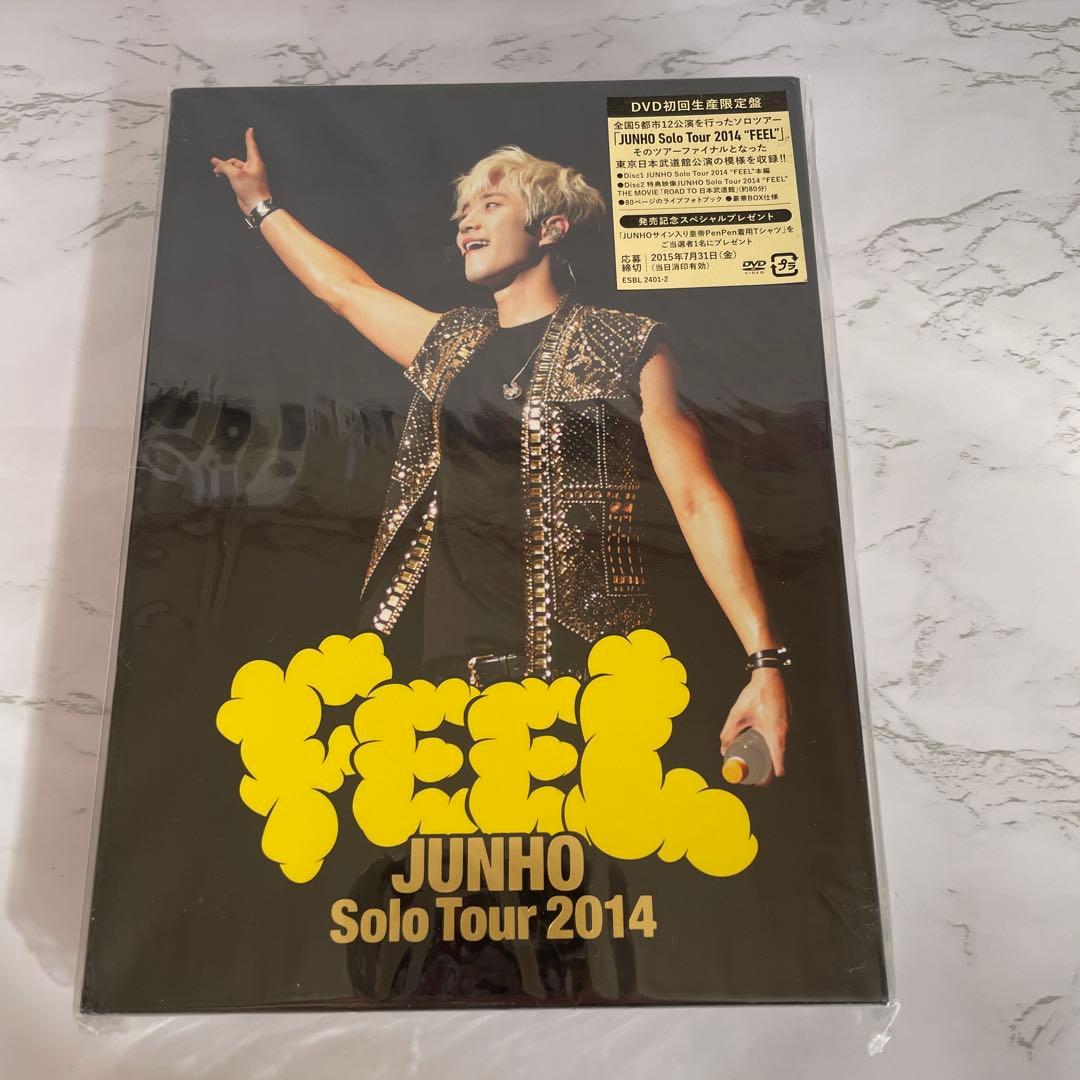 DVD初回生産限定盤
全国5都市12公演を行ったソロツアー
「JUNHO Solo Tour 2014 "FEEL"」。
そのツアーファイナルとなった
東京日本武道館公演の模様を収録!!
●Disc1 JUNHO Solo Tour 2014 "FEEL"本編
●Disc2 特典映像JUNHO Solo Tour 2014 "FEEL"
THE MOVIE「ROAD TO 日本武道館」(約80分)
●80ページのライブフォトブック ●豪華BOX仕様
発売記念スペシャルプレゼント
「JUNHOサイン入り皇帝PenPen着用Tシャツ」を
ご当選者1名にプレゼント
応募締切 2015年7月31日(金)
(当日消印有効)
DVD VIDEO
プラ
ESBL 2401-2
FEEL
JUNHO
Solo Tour 2014